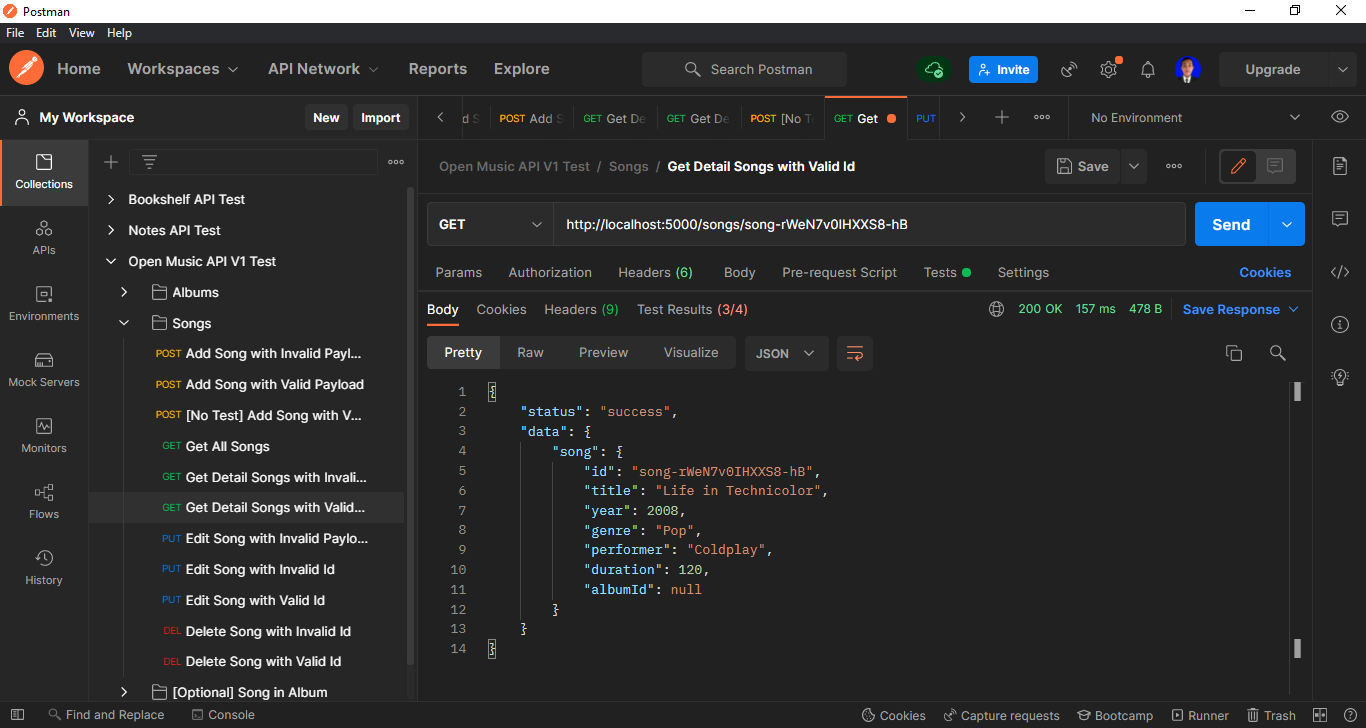 Postman
File Edit View Help
Home Workspaces API Network Reports Explore Search Postman Invite Upgrade
My Workspace New Import
d S POST Add S GET Get De GET Get De POST [No T GET Get PUT No Environment
Collections
APIs
Environments
Mock Servers
Monitors
Flows
History
Bookshelf API Test
Notes API Test
Open Music API V1 Test
Albums
Songs
POST Add Song with Invalid Payl...
POST Add Song with Valid Payload
POST [No Test] Add Song with V...
GET Get All Songs
GET Get Detail Songs with Invali...
GET Get Detail Songs with Valid...
PUT Edit Song with Invalid Paylo...
PUT Edit Song with Invalid Id
PUT Edit Song with Valid Id
DEL Delete Song with Invalid Id
DEL Delete Song with Valid Id
[Optional] Song in Album
Open Music API V1 Test / Songs / Get Detail Songs with Valid Id Save
GET http://localhost:5000/songs/song-rWeN7v0IHXXS8-hB Send
Params Authorization Headers (6) Body Pre-request Script Tests Settings Cookies
Body Cookies Headers (9) Test Results (3/4) 200 OK 157 ms 478 B Save Response
Pretty Raw Preview Visualize JSON
1 {
2 "status": "success",
3 "data": {
4 "song": {
5 "id": "song-rWeN7v0IHXXS8-hB",
6 "title": "Life in Technicolor",
7 "year": 2008,
8 "genre": "Pop",
9 "performer": "Coldplay",
10 "duration": 120,
11 "albumId": null
12 }
13 }
14 }
Find and Replace Console Cookies Capture requests Bootcamp Runner Trash